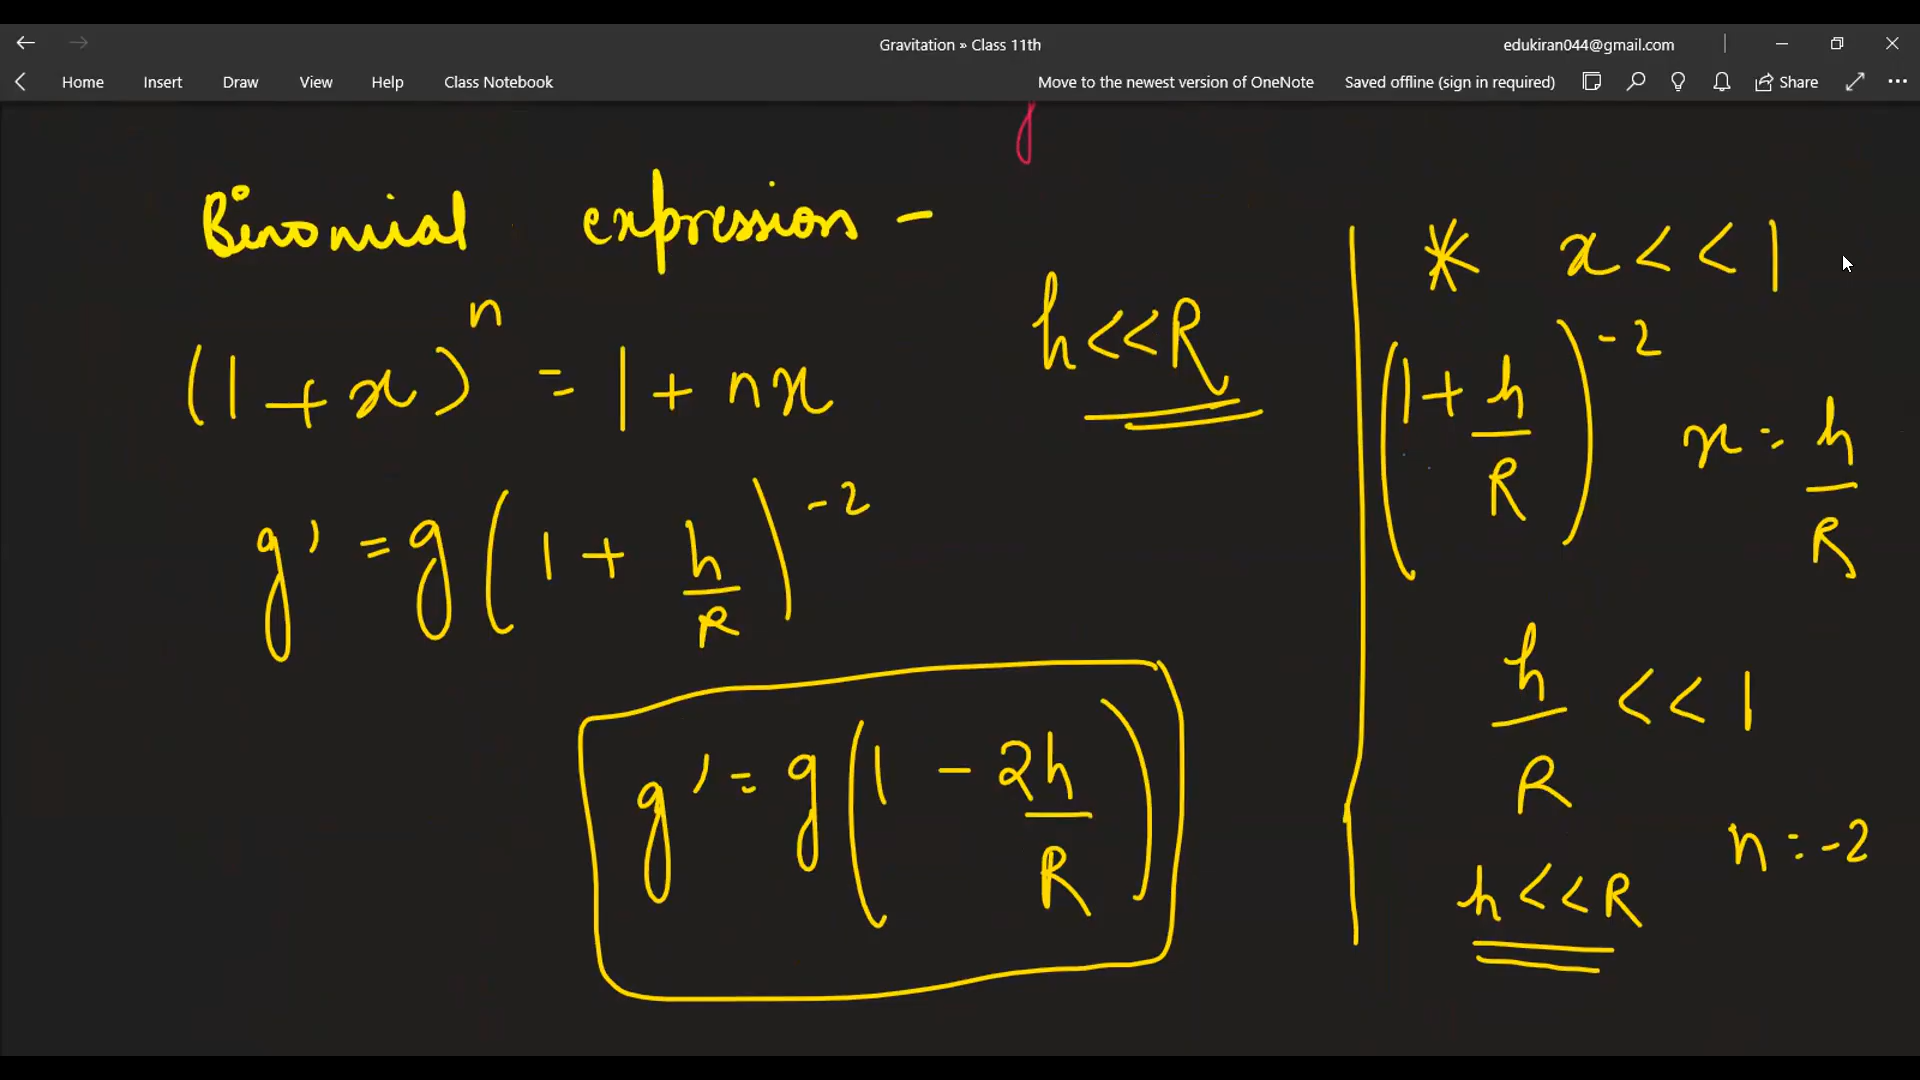 Gravitation » Class 11th
edukiran044@gmail.com
Home Insert Draw View Help Class Notebook
Move to the newest version of OneNote Saved offline (sign in required) Share
Binomial expression -
(1+x)^n = 1 + nx
h<<R
g' = g(1 + h/R)^-2
g' = g(1 - 2h/R)
* x<<1
(1 + h/R)^-2
x = h/R
h/R << 1
n = -2
h<<R